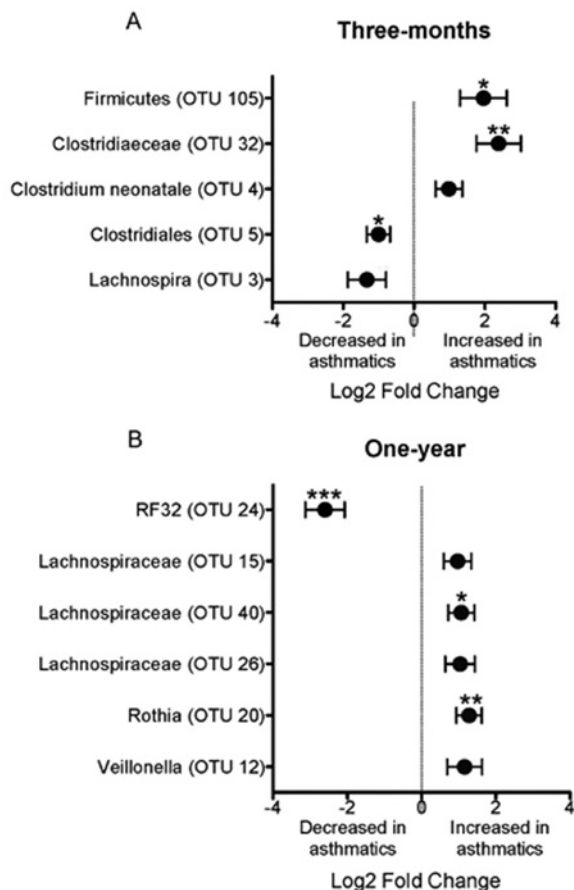 A
Three-months
Firmicutes (OTU 105)
*
Clostridiaeceae (OTU 32)
**
Clostridium neonatale (OTU 4)
Clostridiales (OTU 5)
*
Lachnospira (OTU 3)
-4 -2 0 2 4
Decreased in Increased in
asthmatics asthmatics
Log2 Fold Change
B
One-year
RF32 (OTU 24)
***
Lachnospiraceae (OTU 15)
Lachnospiraceae (OTU 40)
*
Lachnospiraceae (OTU 26)
Rothia (OTU 20)
**
Veillonella (OTU 12)
-4 -2 0 2 4
Decreased in Increased in
asthmatics asthmatics
Log2 Fold Change